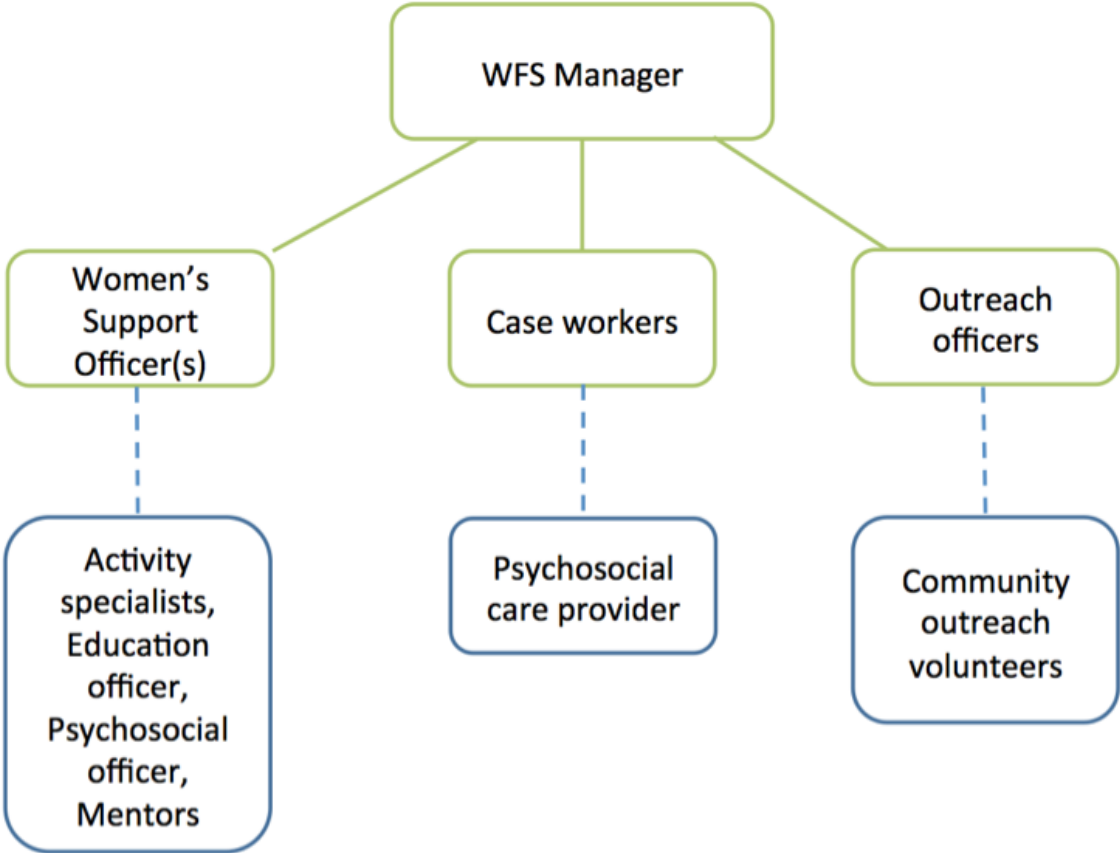 WFS Manager
Women’s
Support
Officer(s)
Case workers
Outreach
officers
Activity
specialists,
Education
officer,
Psychosocial
officer,
Mentors
Psychosocial
care provider
Community
outreach
volunteers